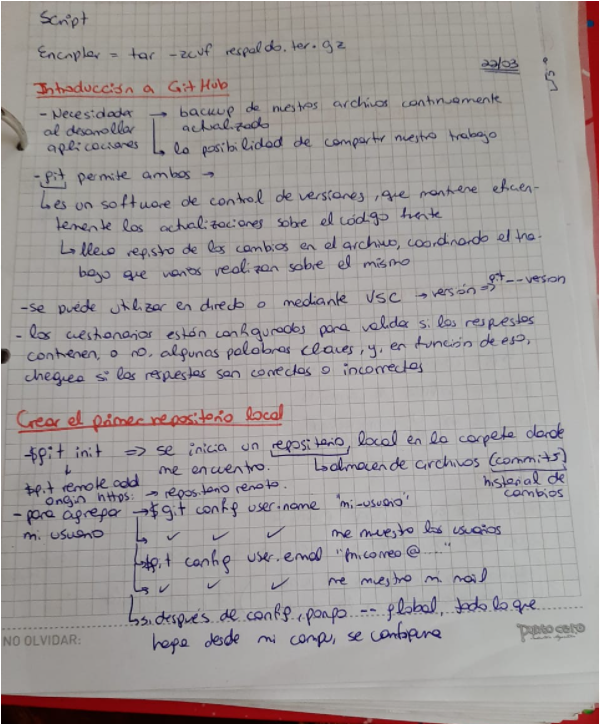 Script
Encriptar = tar -zcvf respaldo.ter.gz
22/03
Introducción a GitHub
- Necesidades → backup de nuestros archivos continuamente
al desarrollar actualizado
aplicaciones ↳ la posibilidad de compartir nuestro trabajo
- git permite ambos →
↳ es un software de control de versiones, que mantiene eficien-
temente las actualizaciones sobre el código fuente
↳ lleva registro de los cambios en el archivo, coordinando el tra-
bajo que varios realizan sobre el mismo
- se puede utilizar en directo o mediante VSC → versión => git --version
- los cuestionarios están configurados para validar si las respuestas
contienen, o no, algunas palabras claves, y, en función de eso,
chequea si las respuestas son correctas o incorrectas
Crear el primer repositorio local
$git init => se inicia un repositorio, local en la carpeta donde
me encuentro. ↳ almacen de archivos (commits)
$git remote add
origin https: → repositorio remoto. historial de
cambios
- para agregar → $git config user.name "mi-usuario"
mi usuario ↳ ✓ ✓ ✓ me muestra los usuarios
↳ $git config user.email "micorreo@....."
↳ ✓ ✓ ✓ me muestra mi mail
↳ si después de config, pongo -- global, todo lo que
haga desde mi compu, se configura
NO OLVIDAR:
punto cero